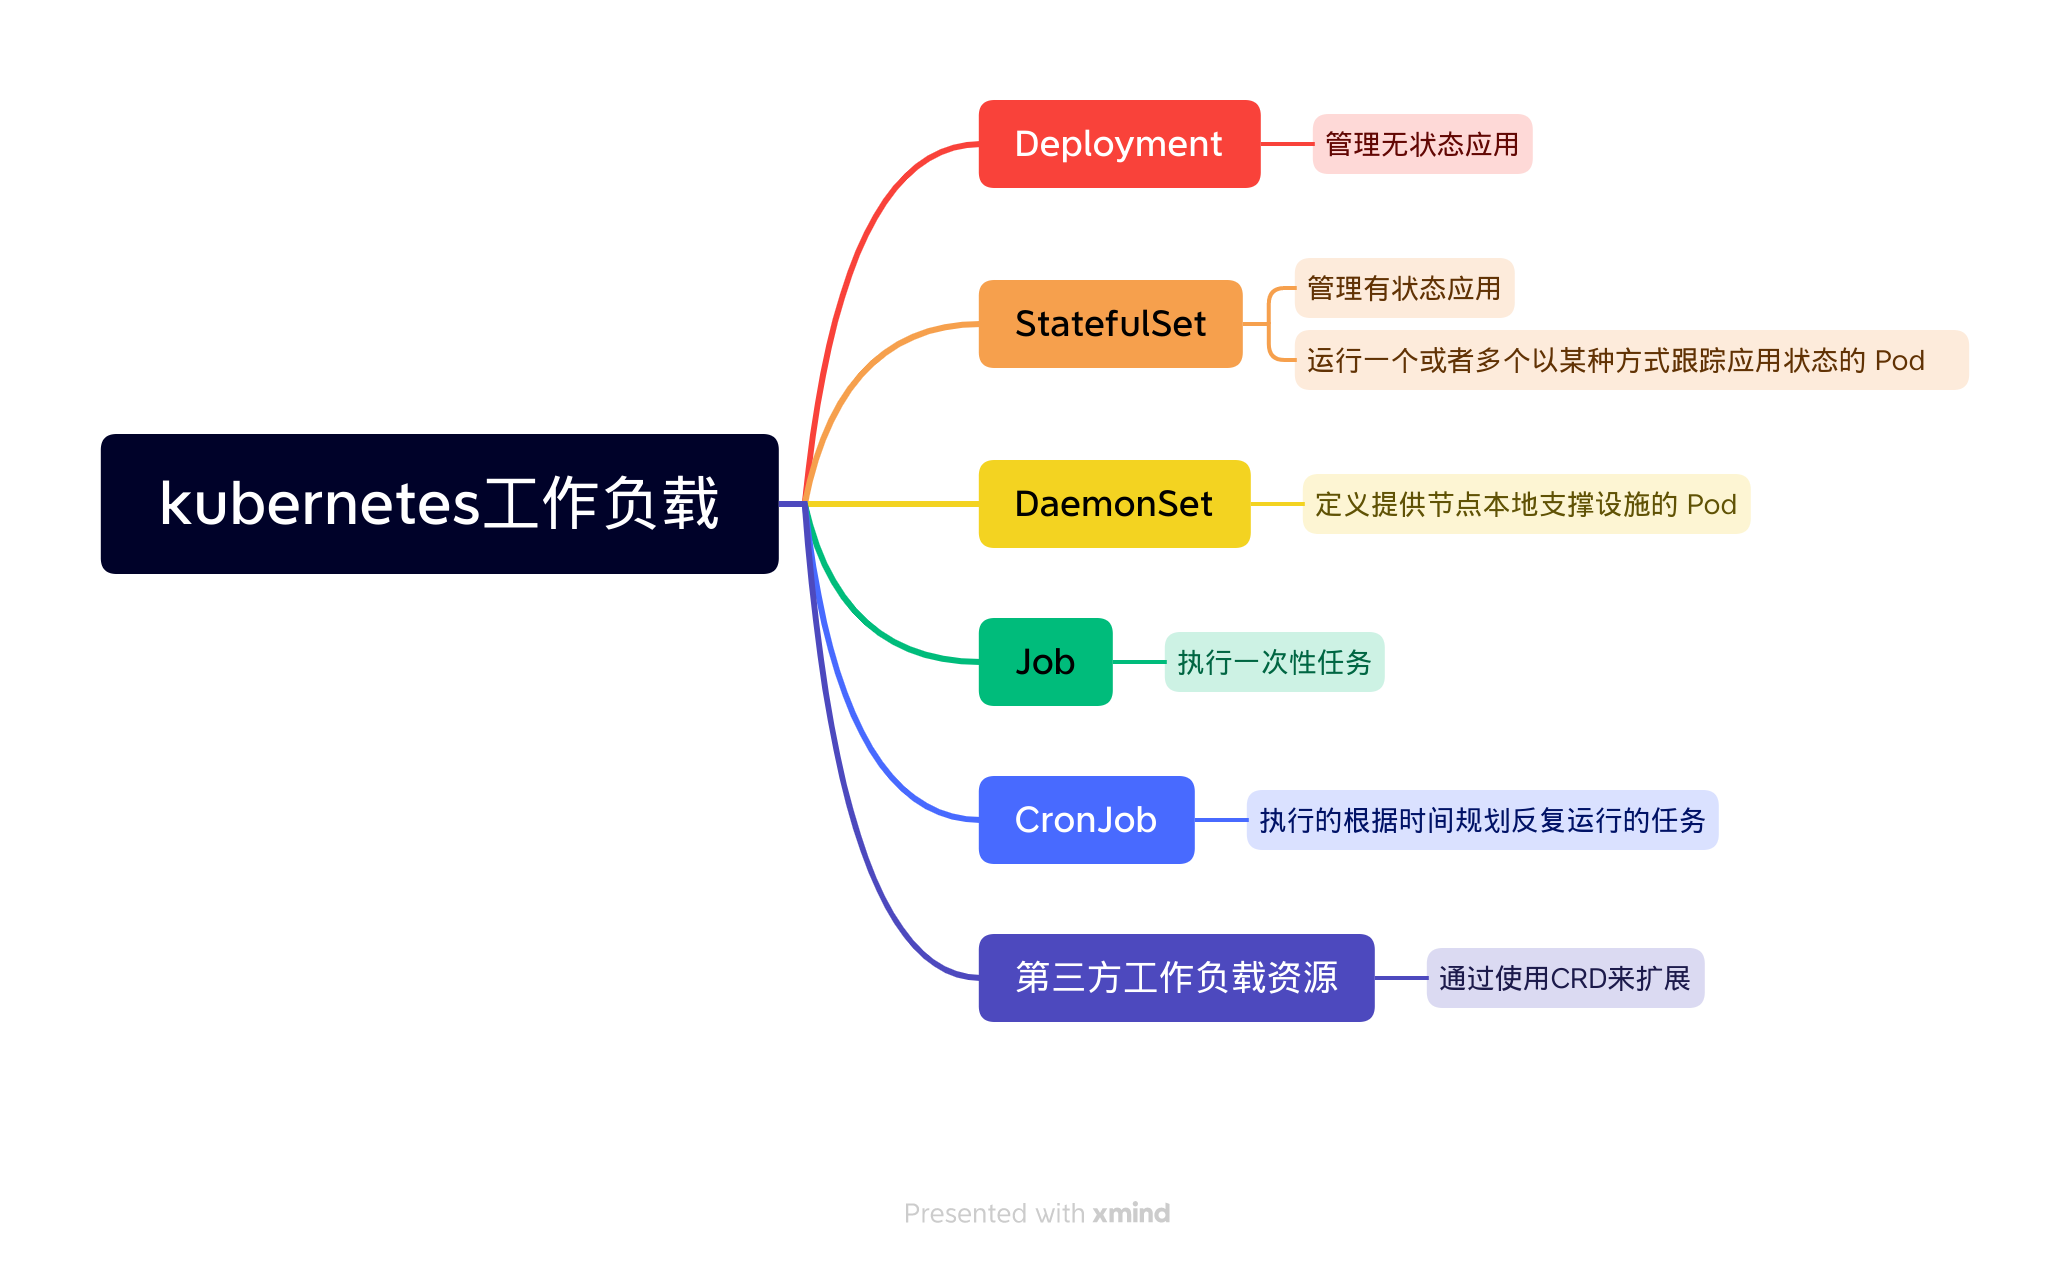 kubernetes工作负载
Deployment
管理无状态应用
StatefulSet
管理有状态应用
运行一个或者多个以某种方式跟踪应用状态的 Pod
DaemonSet
定义提供节点本地支撑设施的 Pod
Job
执行一次性任务
CronJob
执行的根据时间规划反复运行的任务
第三方工作负载资源
通过使用CRD来扩展
Presented with xmind